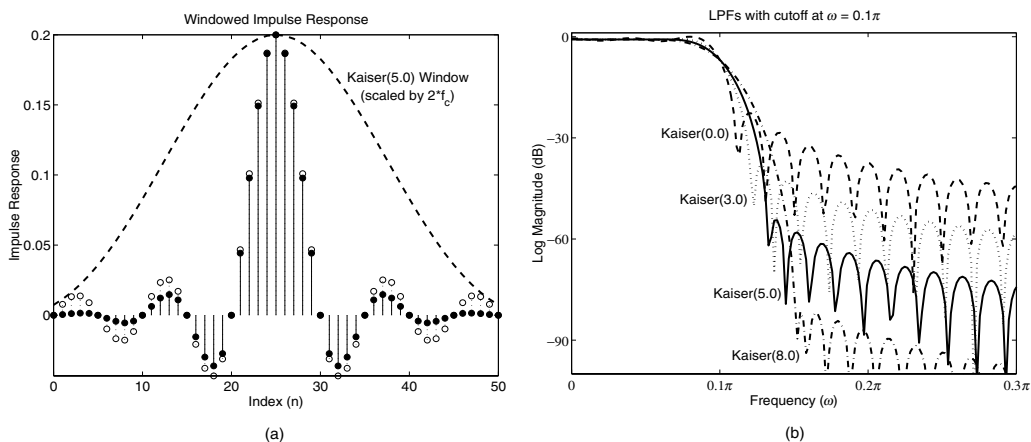 Windowed Impulse Response
0.2
0.15
0.1
0.05
0
Impulse Response
Kaiser(5.0) Window
(scaled by 2*f_c)
0
10
20
30
40
50
Index (n)
(a)
LPFs with cutoff at ω = 0.1π
0
−30
−60
−90
Log Magnitude (dB)
Kaiser(0.0)
Kaiser(3.0)
Kaiser(5.0)
Kaiser(8.0)
0
0.1π
0.2π
0.3π
Frequency (ω)
(b)